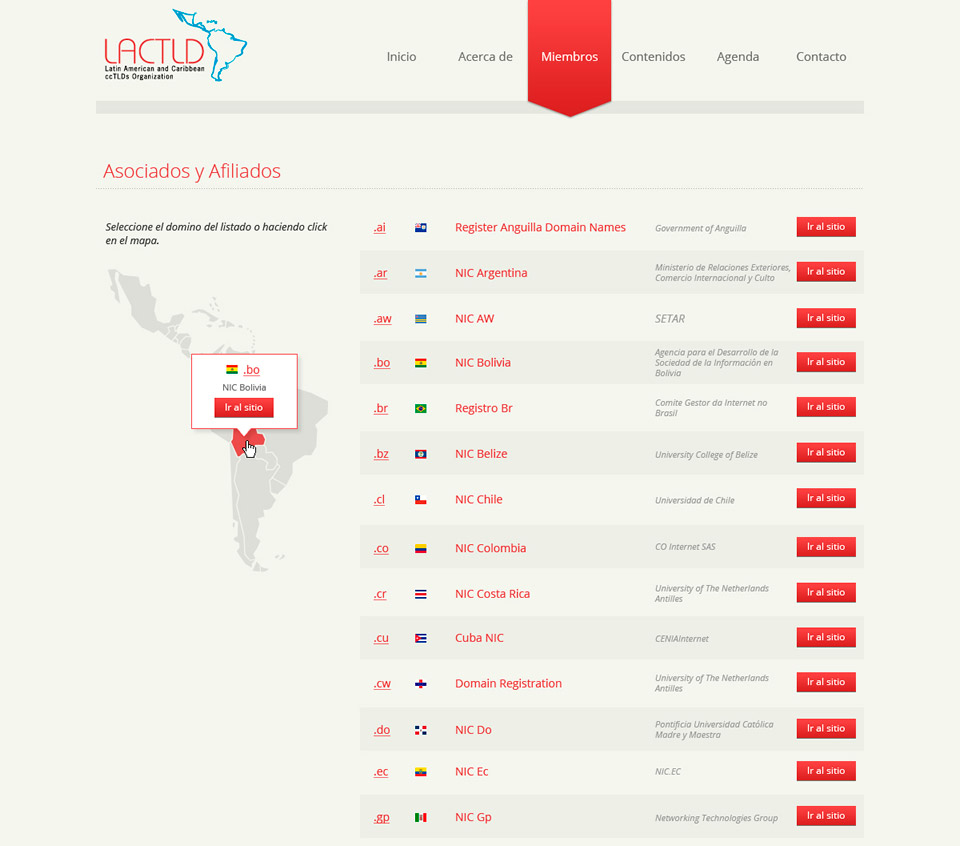 LACTLD
Latin American and Caribbean
ccTLDs Organization
Inicio
Acerca de
Miembros
Contenidos
Agenda
Contacto
Asociados y Afiliados
Seleccione el domino del listado o haciendo click
en el mapa.
.bo
NIC Bolivia
Ir al sitio
.ai
Register Anguilla Domain Names
Government of Anguilla
Ir al sitio
.ar
NIC Argentina
Ministerio de Relaciones Exteriores,
Comercio Internacional y Culto
Ir al sitio
.aw
NIC AW
SETAR
Ir al sitio
.bo
NIC Bolivia
Agencia para el Desarrollo de la
Sociedad de la Información en
Bolivia
Ir al sitio
.br
Registro Br
Comite Gestor da Internet no
Brasil
Ir al sitio
.bz
NIC Belize
University College of Belize
Ir al sitio
.cl
NIC Chile
Universidad de Chile
Ir al sitio
.co
NIC Colombia
CO Internet SAS
Ir al sitio
.cr
NIC Costa Rica
University of The Netherlands
Antilles
Ir al sitio
.cu
Cuba NIC
CENIAInternet
Ir al sitio
.cw
Domain Registration
University of The Netherlands
Antilles
Ir al sitio
.do
NIC Do
Pontificia Universidad Católica
Madre y Maestra
Ir al sitio
.ec
NIC Ec
NIC.EC
Ir al sitio
.gp
NIC Gp
Networking Technologies Group
Ir al sitio